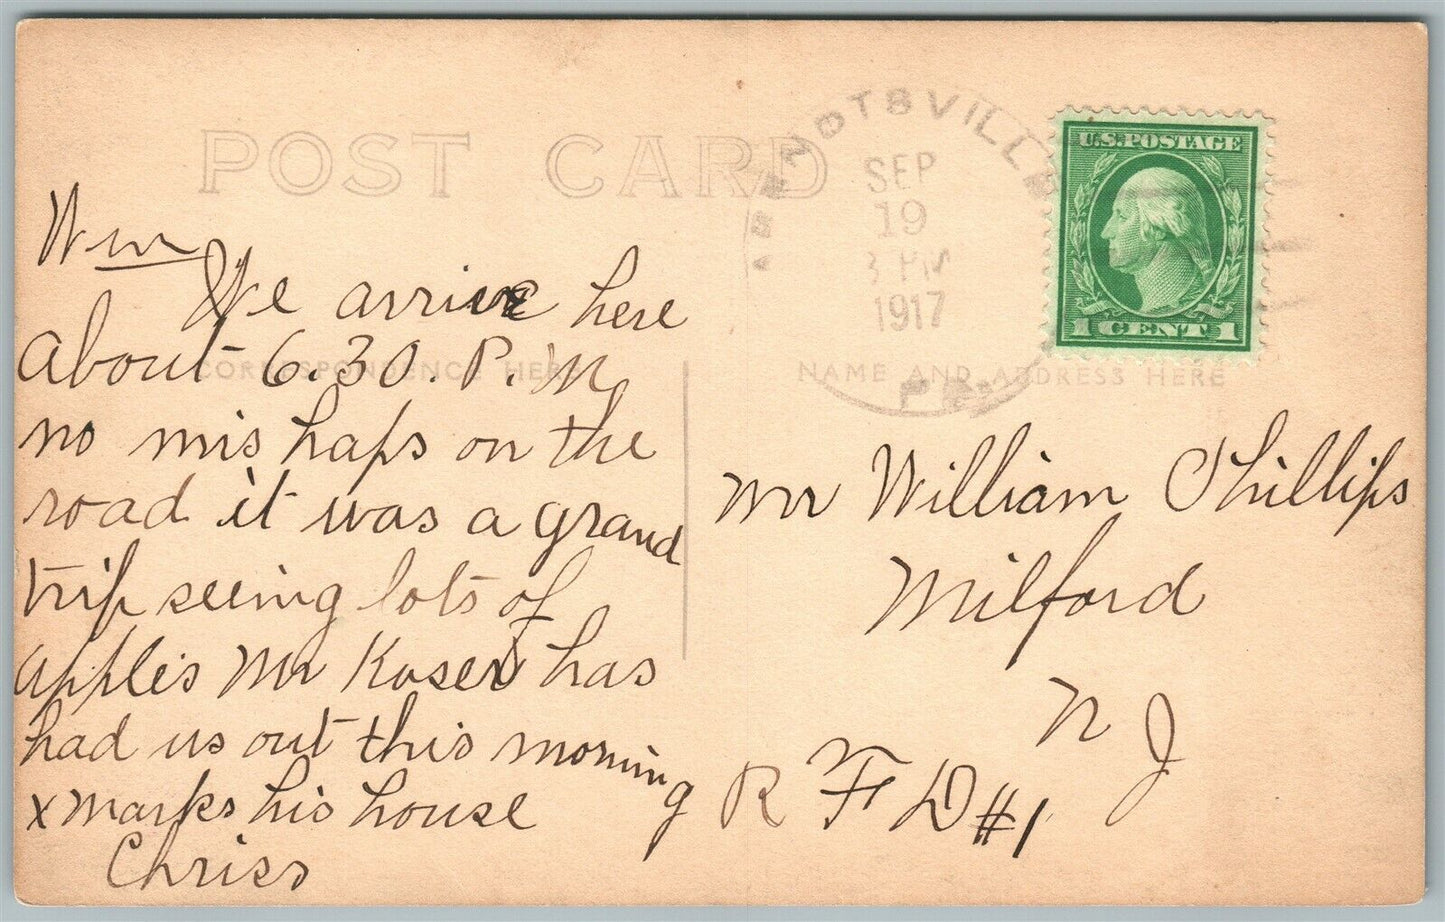 POST CARD
ARENDTSVILLE
SEP
19
3 PM
1917
PA.
U.S. POSTAGE
1 CENT 1
CORRESPONDENCE HERE
NAME AND ADDRESS HERE
Wm
We arrive here
about 6.30. P. M
no mis haps on the
road it was a grand
trip seeing lots of
apples Mr Koser has
had us out this morning
x marks his house
Chriss
Mr William Phillips
Milford
N J
R F D #1